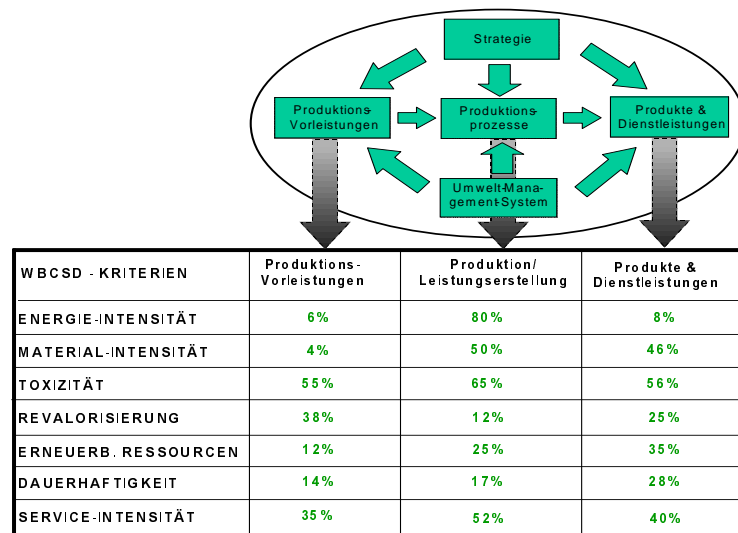 Strategie
Produktions-
Vorleistungen
Produktions-
prozesse
Produkte &
Dienstleistungen
Umwelt-Mana-
gement-System
WBCSD - KRITERIEN
Produktions-
Vorleistungen
Produktion/
Leistungserstellung
Produkte &
Dienstleistungen
ENERGIE-INTENSITÄT 6% 80% 8%
MATERIAL-INTENSITÄT 4% 50% 46%
TOXIZITÄT 55% 65% 56%
REVALORISIERUNG 38% 12% 25%
ERNEUERB. RESSOURCEN 12% 25% 35%
DAUERHAFTIGKEIT 14% 17% 28%
SERVICE-INTENSITÄT 35% 52% 40%